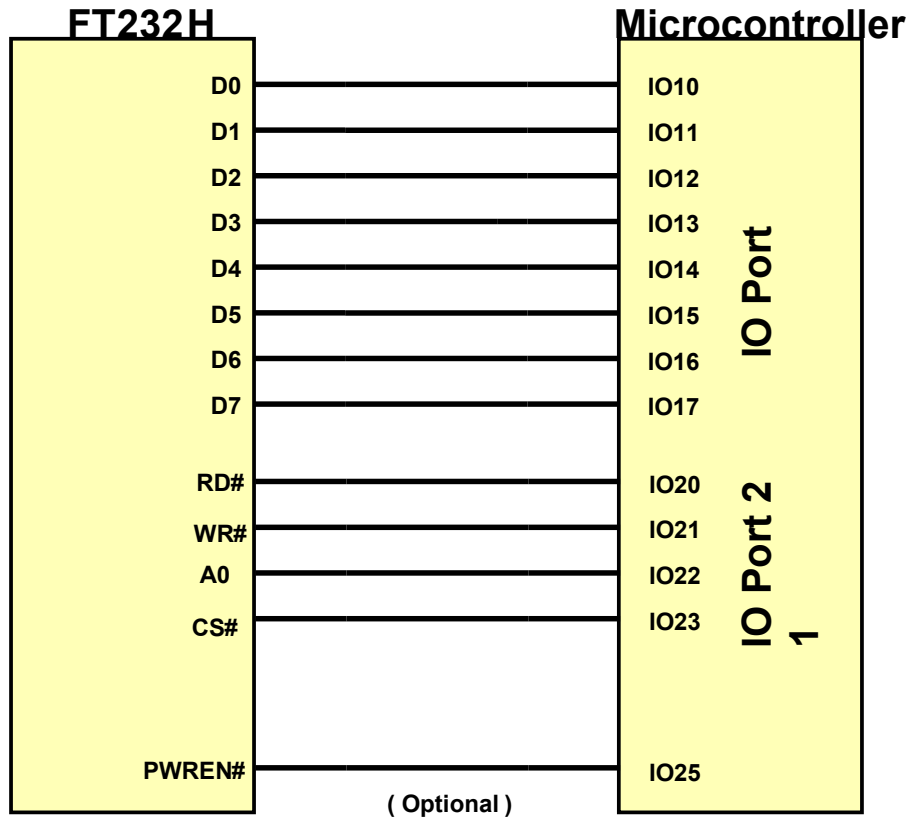 FT232H
Microcontroller
D0
IO10
D1
IO11
D2
IO12
D3
IO13
D4
IO14
D5
IO15
D6
IO16
D7
IO17
IO Port
RD#
IO20
WR#
IO21
A0
IO22
CS#
IO23
IO Port 2
1
PWREN#
IO25
( Optional )